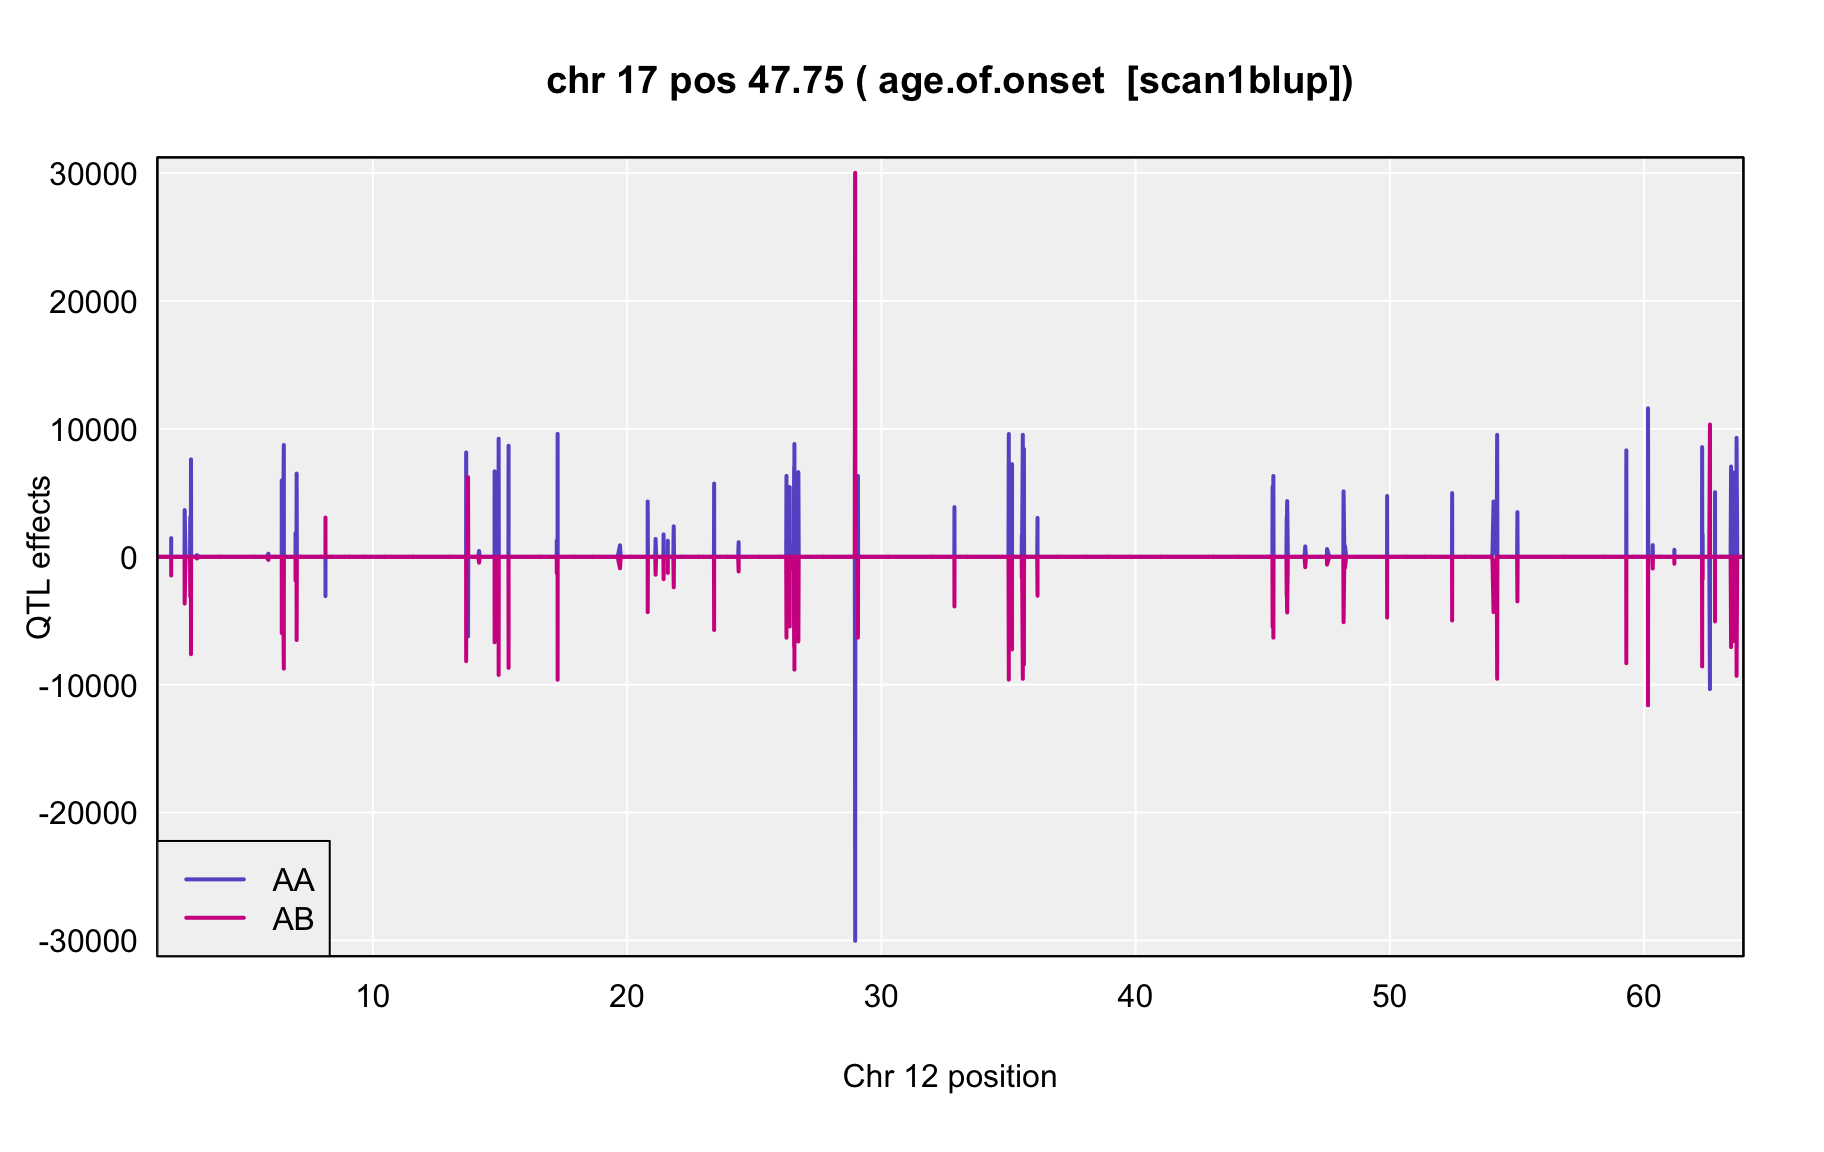 chr 17 pos 47.75 ( age.of.onset  [scan1blup])
QTL effects
30000
20000
10000
0
-10000
-20000
-30000
AA
AB
10 20 30 40 50 60
Chr 12 position